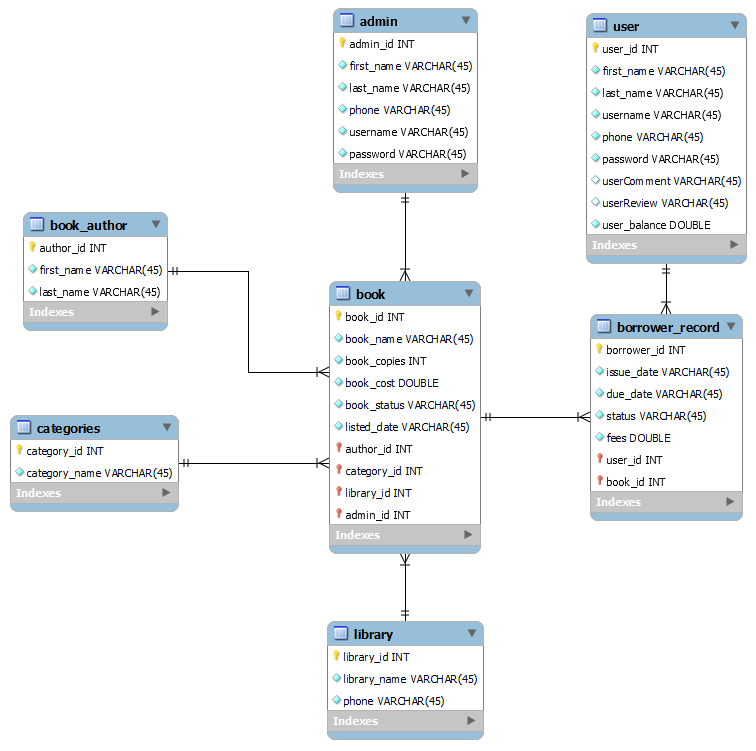 admin
admin_id INT
first_name VARCHAR(45)
last_name VARCHAR(45)
phone VARCHAR(45)
username VARCHAR(45)
password VARCHAR(45)
Indexes
user
user_id INT
first_name VARCHAR(45)
last_name VARCHAR(45)
username VARCHAR(45)
phone VARCHAR(45)
password VARCHAR(45)
userComment VARCHAR(45)
userReview VARCHAR(45)
user_balance DOUBLE
Indexes
book_author
author_id INT
first_name VARCHAR(45)
last_name VARCHAR(45)
Indexes
book
book_id INT
book_name VARCHAR(45)
book_copies INT
book_cost DOUBLE
book_status VARCHAR(45)
listed_date VARCHAR(45)
author_id INT
category_id INT
library_id INT
admin_id INT
Indexes
borrower_record
borrower_id INT
issue_date VARCHAR(45)
due_date VARCHAR(45)
status VARCHAR(45)
fees DOUBLE
user_id INT
book_id INT
Indexes
categories
category_id INT
category_name VARCHAR(45)
Indexes
library
library_id INT
library_name VARCHAR(45)
phone VARCHAR(45)
Indexes